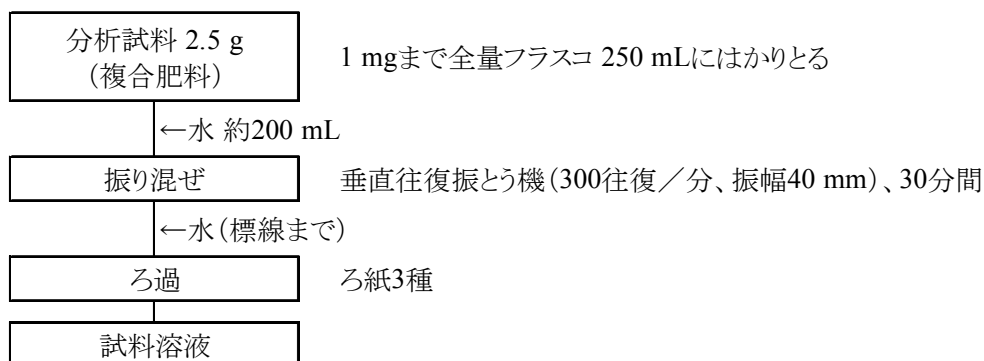 分析試料 2.5 g
(複合肥料)
1 mgまで全量フラスコ 250 mLにはかりとる
←水 約200 mL
振り混ぜ
垂直往復振とう機(300往復/分、振幅40 mm)、30分間
←水(標線まで)
ろ過
ろ紙3種
試料溶液